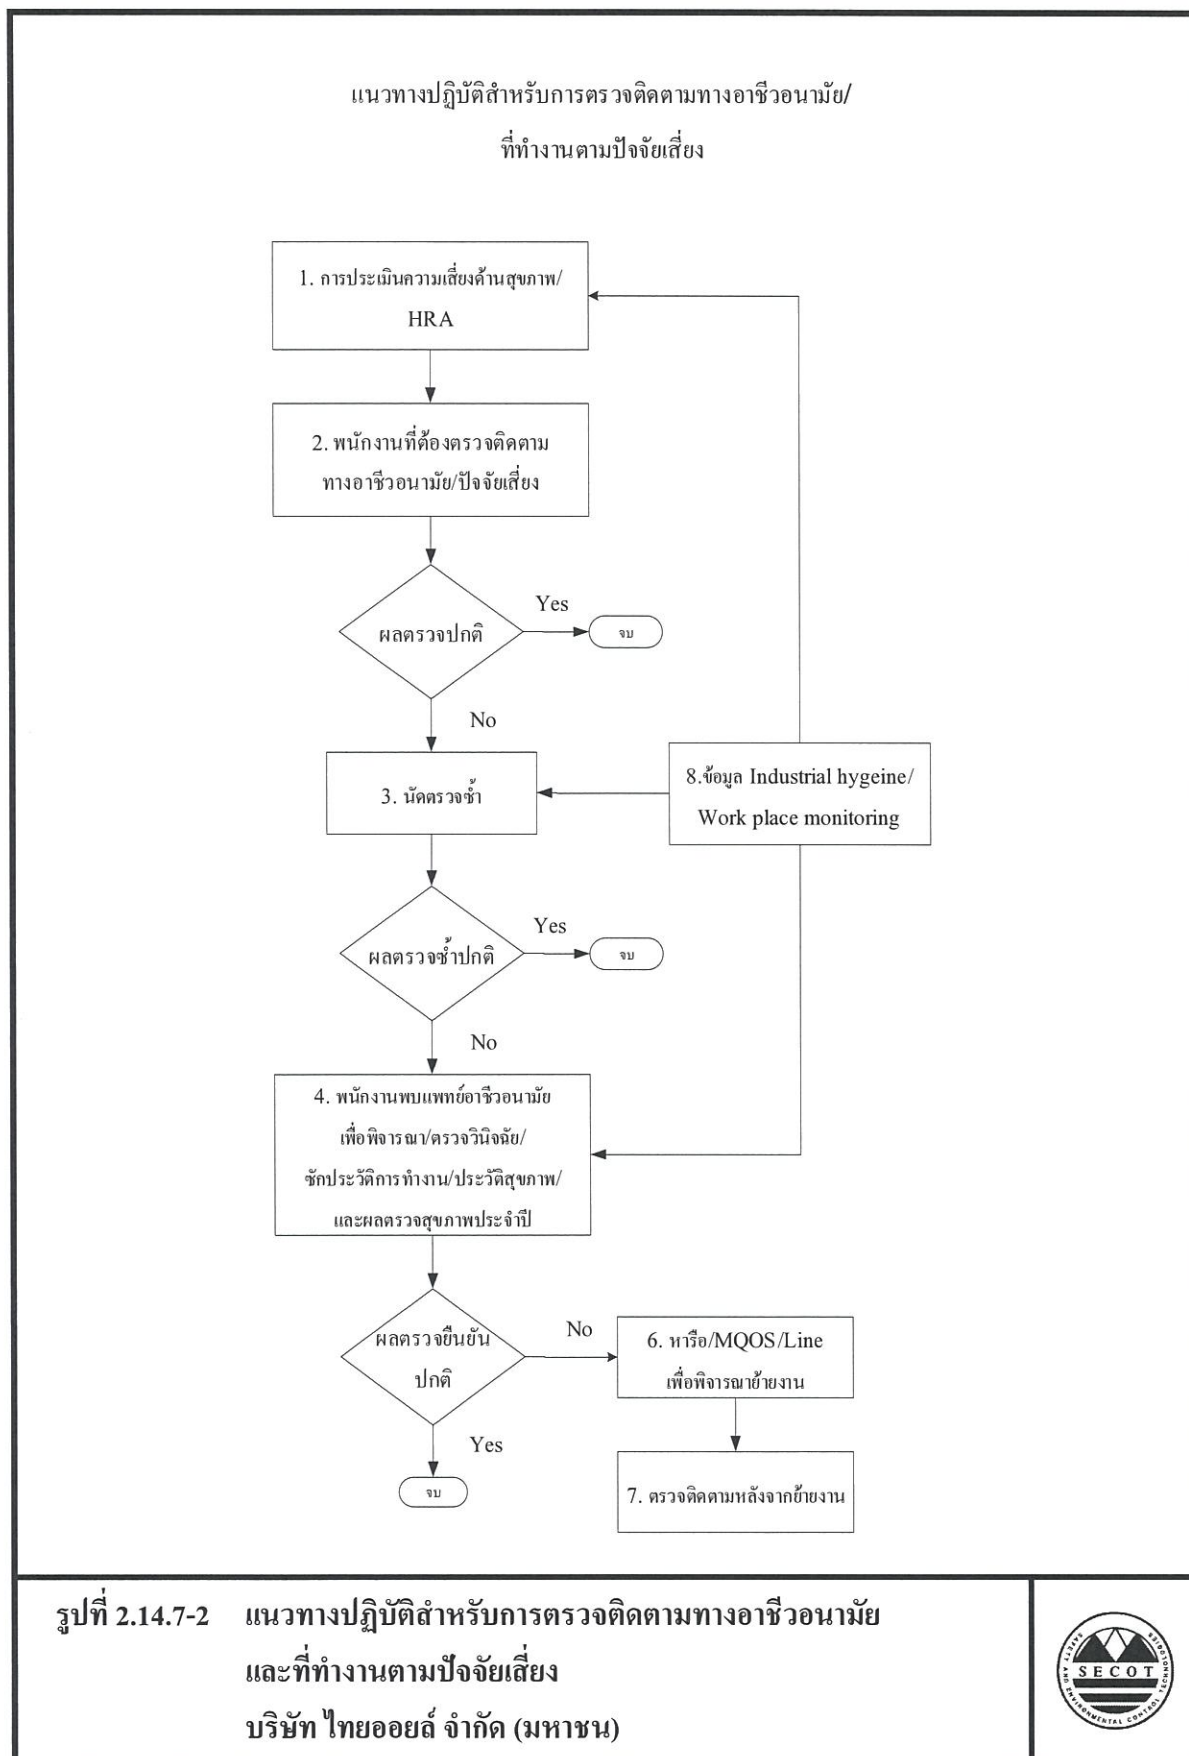 แนวทางปฏิบัติสำหรับการตรวจติดตามทางอาชีวอนามัย/
ที่ทำงานตามปัจจัยเสี่ยง
1. การประเมินความเสี่ยงด้านสุขภาพ/
HRA
2. พนักงานที่ต้องตรวจติดตาม
ทางอาชีวอนามัย/ปัจจัยเสี่ยง
ผลตรวจปกติ
Yes
จบ
No
3. นัดตรวจซ้ำ
8.ข้อมูล Industrial hygeine/
Work place monitoring
ผลตรวจซ้ำปกติ
Yes
จบ
No
4. พนักงานพบแพทย์อาชีวอนามัย
เพื่อพิจารณา/ตรวจวินิจฉัย/
ซักประวัติการทำงาน/ประวัติสุขภาพ/
และผลตรวจสุขภาพประจำปี
ผลตรวจยืนยัน
ปกติ
No
6. หารือ/MQOS/Line
เพื่อพิจารณาย้ายงาน
Yes
จบ
7. ตรวจติดตามหลังจากย้ายงาน
รูปที่ 2.14.7-2 แนวทางปฏิบัติสำหรับการตรวจติดตามทางอาชีวอนามัย
และที่ทำงานตามปัจจัยเสี่ยง
บริษัท ไทยออยล์ จำกัด (มหาชน)
SECOT
SAFETY AND ENVIRONMENTAL CONTROL TECHNOLOGIES